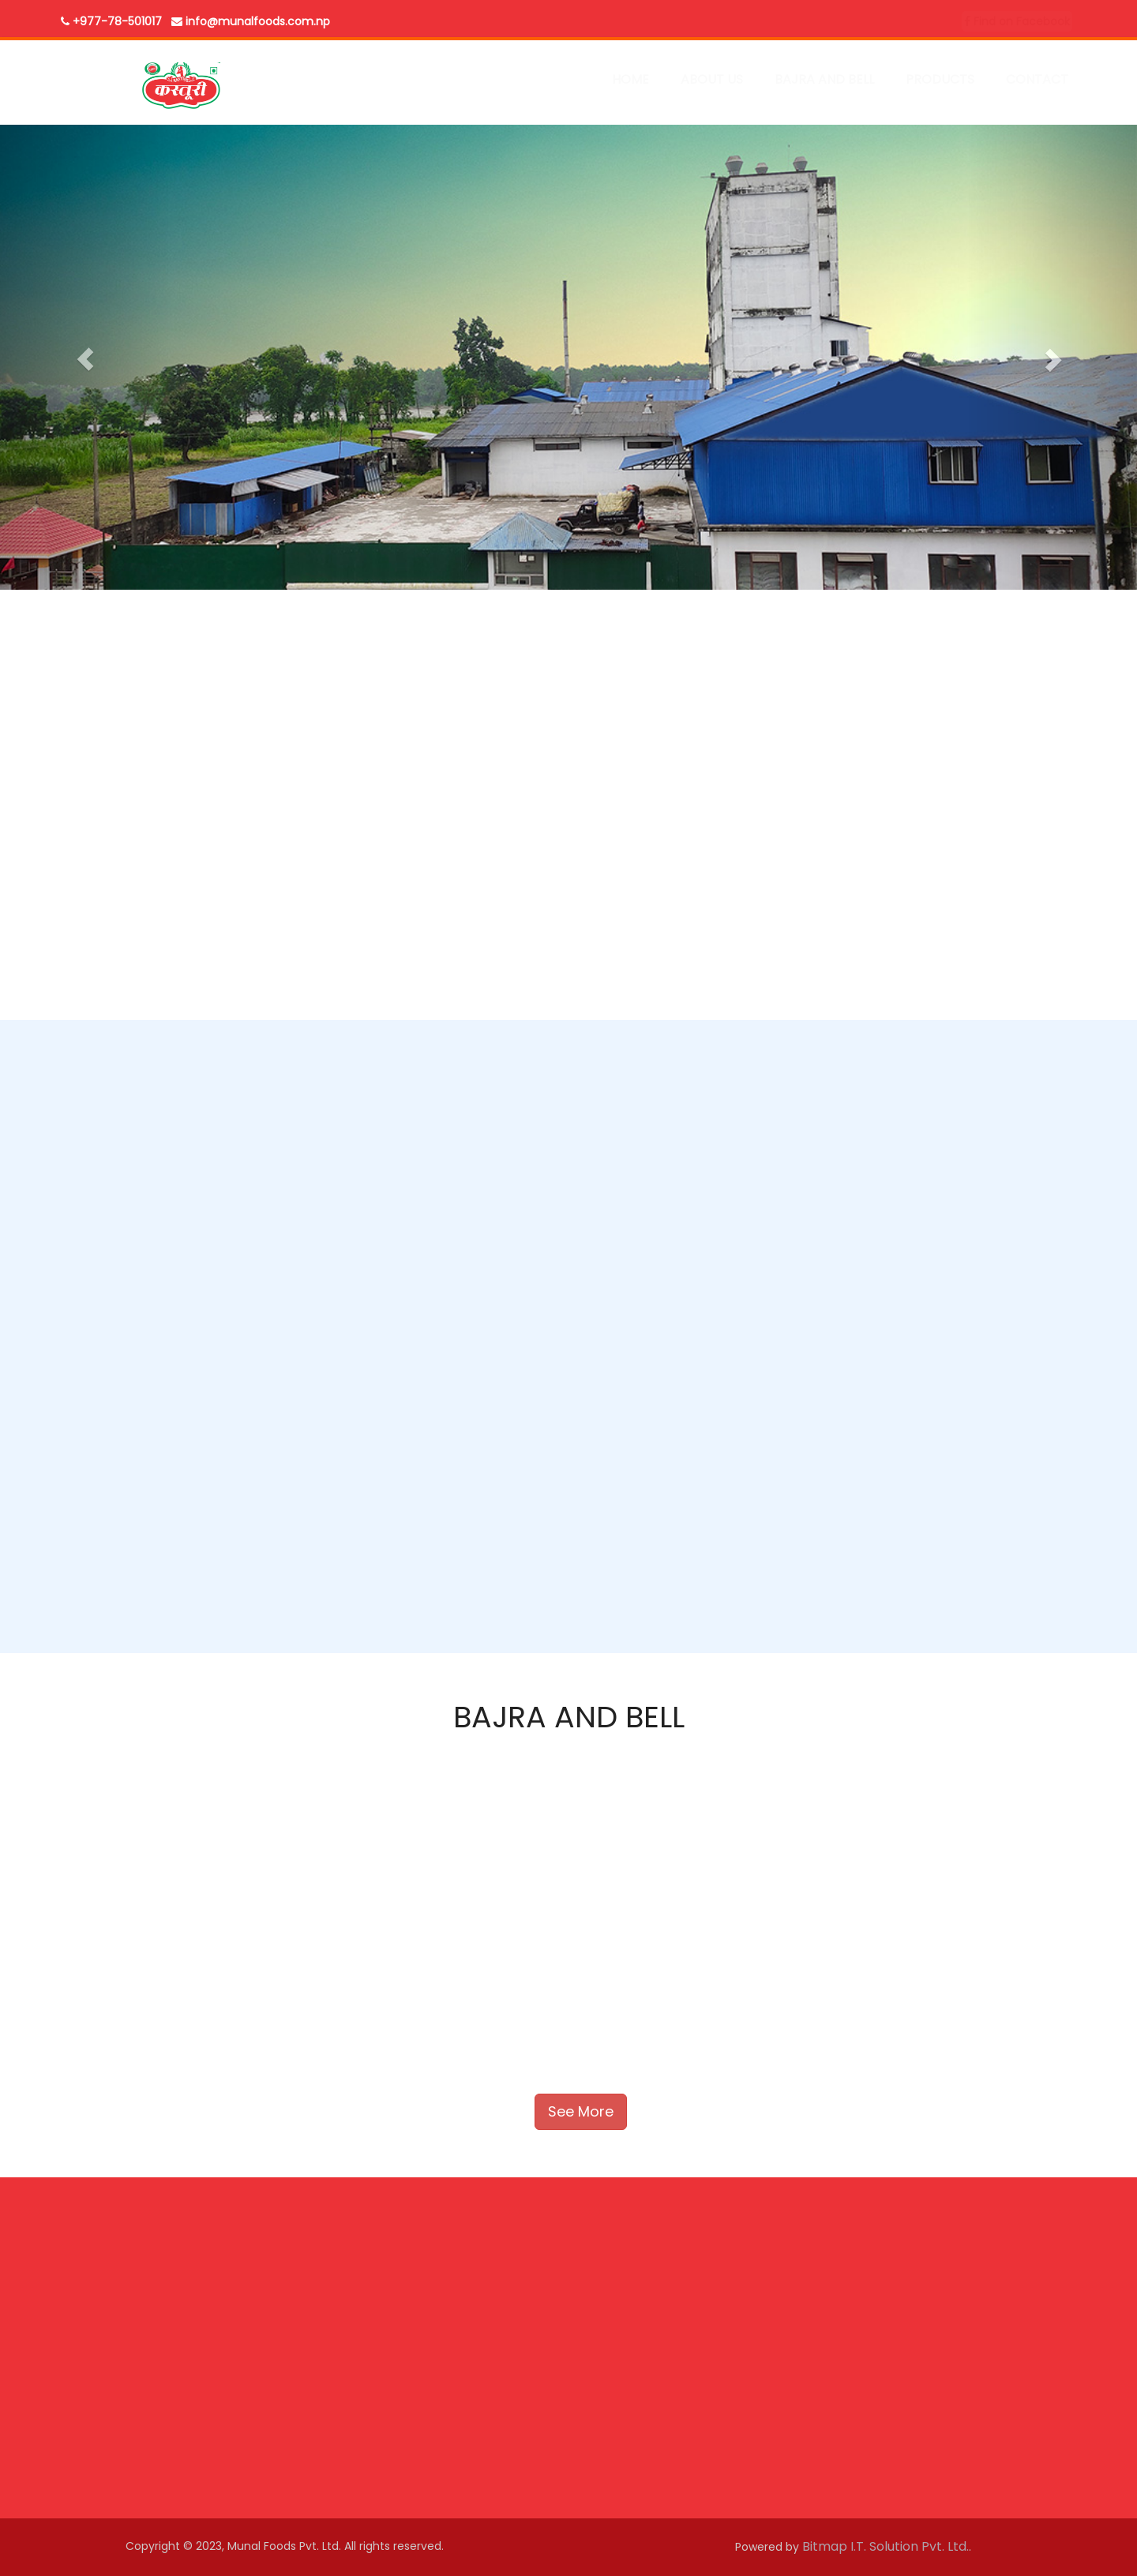 +977-78-501017 info@munalfoods.com.np
कस्तूरी
HOME ABOUT US BAJRA AND BELL PRODUCTS CONTACT
BAJRA AND BELL
See More
Copyright © 2023, Munal Foods Pvt. Ltd. All rights reserved.
Powered by Bitmap I.T. Solution Pvt. Ltd..